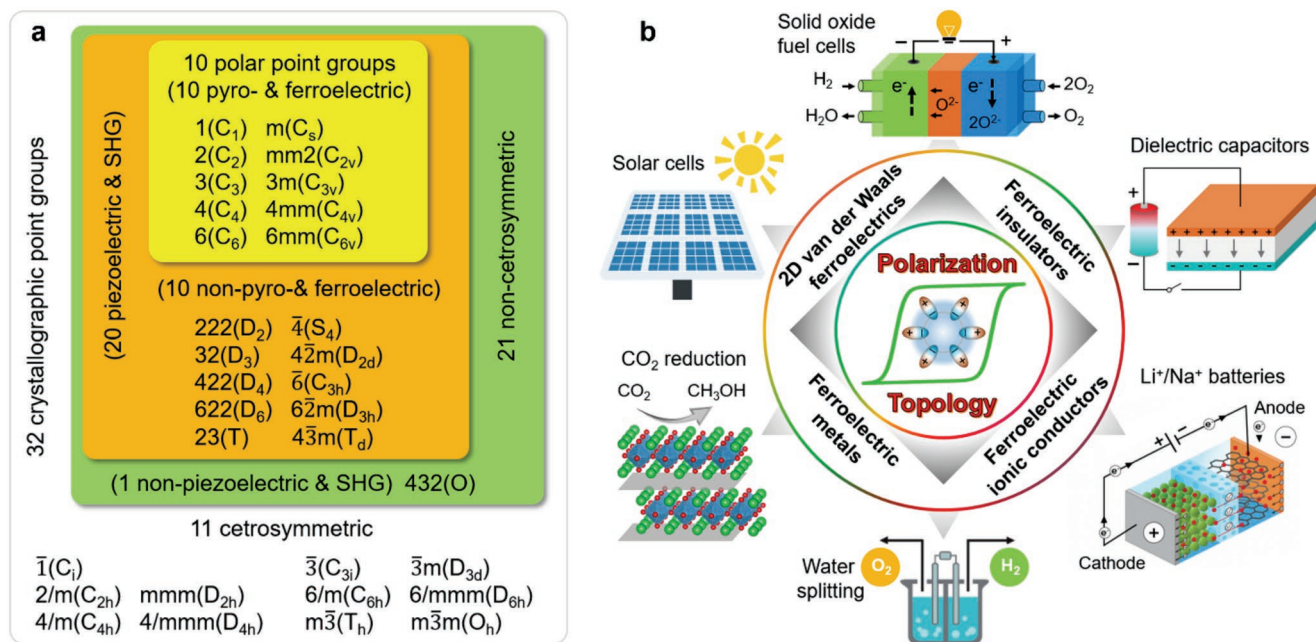 a
32 crystallographic point groups
(20 piezoelectric & SHG)
10 polar point groups
(10 pyro- & ferroelectric)
1(C₁) m(Cₛ)
2(C₂) mm2(C₂ᵥ)
3(C₃) 3m(C₃ᵥ)
4(C₄) 4mm(C₄ᵥ)
6(C₆) 6mm(C₆ᵥ)
(10 non-pyro-& ferroelectric)
222(D₂) 4̅(S₄)
32(D₃) 4̅2m(D₂d)
422(D₄) 6̅(C₃ₕ)
622(D₆) 6̅2m(D₃ₕ)
23(T) 4̅3m(Td)
21 non-cetrosymmetric
(1 non-piezoelectric & SHG) 432(O)
11 cetrosymmetric
1̅(Cᵢ) 3̅(C₃ᵢ) 3̅m(D₃d)
2/m(C₂ₕ) mmm(D₂ₕ) 6/m(C₆ₕ) 6/mmm(D₆ₕ)
4/m(C₄ₕ) 4/mmm(D₄ₕ) m3̅(Tₕ) m3̅m(Oₕ)
b
Solid oxide
fuel cells
− +
H₂
H₂O
e⁻
O²⁻
e⁻
2O²⁻
2O₂
O₂
Solar cells
Dielectric capacitors
+
−
+ + + + + +
- - - - - -
2D van der Waals
ferroelectrics
Ferroelectric
insulators
Polarization
Topology
Ferroelectric
metals
Ferroelectric
ionic conductors
CO₂ reduction
CO₂ CH₃OH
Li⁺/Na⁺ batteries
Anode
e⁻
−
+ −
+
Cathode
Water
splitting
O₂
H₂